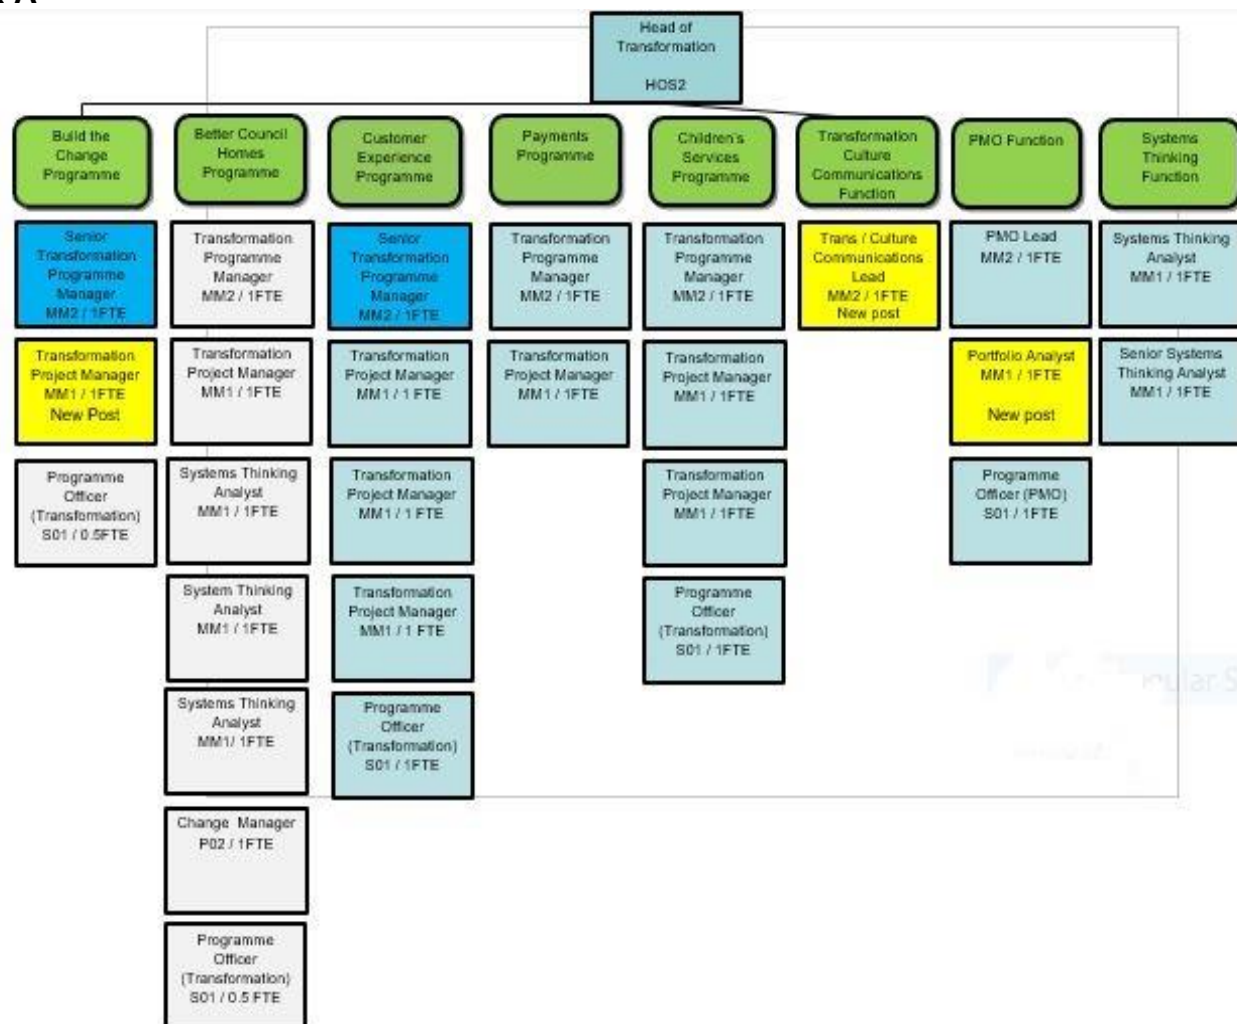 Head of
Transformation
HOS2
Build the
Change
Programme
Senior
Transformation
Programme
Manager
MM2 / 1FTE
Transformation
Project Manager
MM1 / 1FTE
New Post
Programme
Officer
(Transformation)
S01 / 0.5FTE
Better Council
Homes
Programme
Transformation
Programme
Manager
MM2 / 1FTE
Transformation
Project Manager
MM1 / 1FTE
Systems Thinking
Analyst
MM1 / 1FTE
System Thinking
Analyst
MM1 / 1FTE
Systems Thinking
Analyst
MM1/ 1FTE
Change Manager
P02 / 1FTE
Programme
Officer
(Transformation)
S01 / 0.5 FTE
Customer
Experience
Programme
Senior
Transformation
Programme
Manager
MM2 / 1FTE
Transformation
Project Manager
MM1 / 1 FTE
Transformation
Project Manager
MM1 / 1 FTE
Transformation
Project Manager
MM1 / 1 FTE
Programme
Officer
(Transformation)
S01 / 1FTE
Payments
Programme
Transformation
Programme
Manager
MM2 / 1FTE
Transformation
Project Manager
MM1 / 1FTE
Children's
Services
Programme
Transformation
Programme
Manager
MM2 / 1FTE
Transformation
Project Manager
MM1 / 1FTE
Transformation
Project Manager
MM1 / 1FTE
Programme
Officer
(Transformation)
S01 / 1FTE
Transformation
Culture
Communications
Function
Trans / Culture
Communications
Lead
MM2 / 1FTE
New post
PMO Function
PMO Lead
MM2 / 1FTE
Portfolio Analyst
MM1 / 1FTE
New post
Programme
Officer (PMO)
S01 / 1FTE
Systems
Thinking
Function
Systems Thinking
Analyst
MM1 / 1FTE
Senior Systems
Thinking Analyst
MM1 / 1FTE